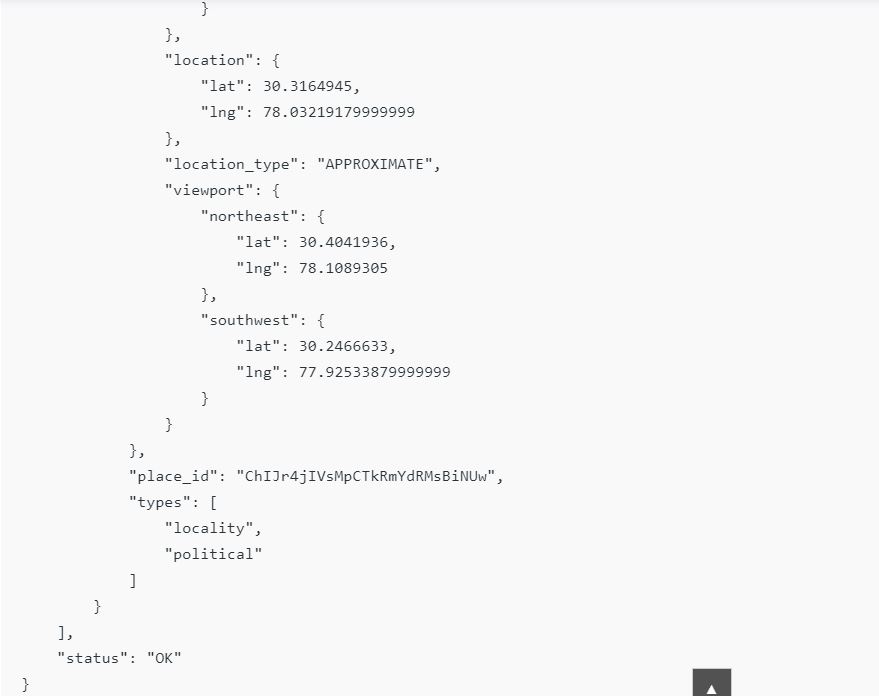 }
},
"location": {
"lat": 30.3164945,
"lng": 78.03219179999999
},
"location_type": "APPROXIMATE",
"viewport": {
"northeast": {
"lat": 30.4041936,
"lng": 78.1089305
},
"southwest": {
"lat": 30.2466633,
"lng": 77.92533879999999
}
}
},
"place_id": "ChIJr4jIVsMpCTkRmYdRMsBiNUw",
"types": [
"locality",
"political"
]
}
],
"status": "OK"
}